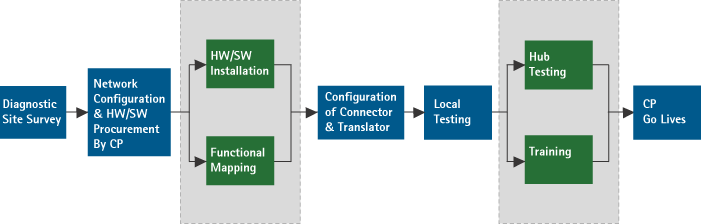 Diagnostic
Site Survey
Network
Configuration
& HW/SW
Procurement
By CP
HW/SW
Installation
Functional
Mapping
Configuration
of Connector
& Translator
Local
Testing
Hub
Testing
Training
CP
Go Lives